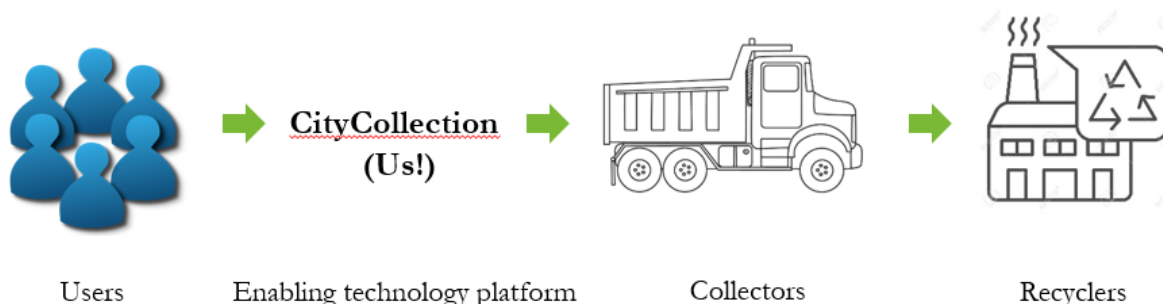 CityCollection
(Us!)
Users
Enabling technology platform
Collectors
Recyclers